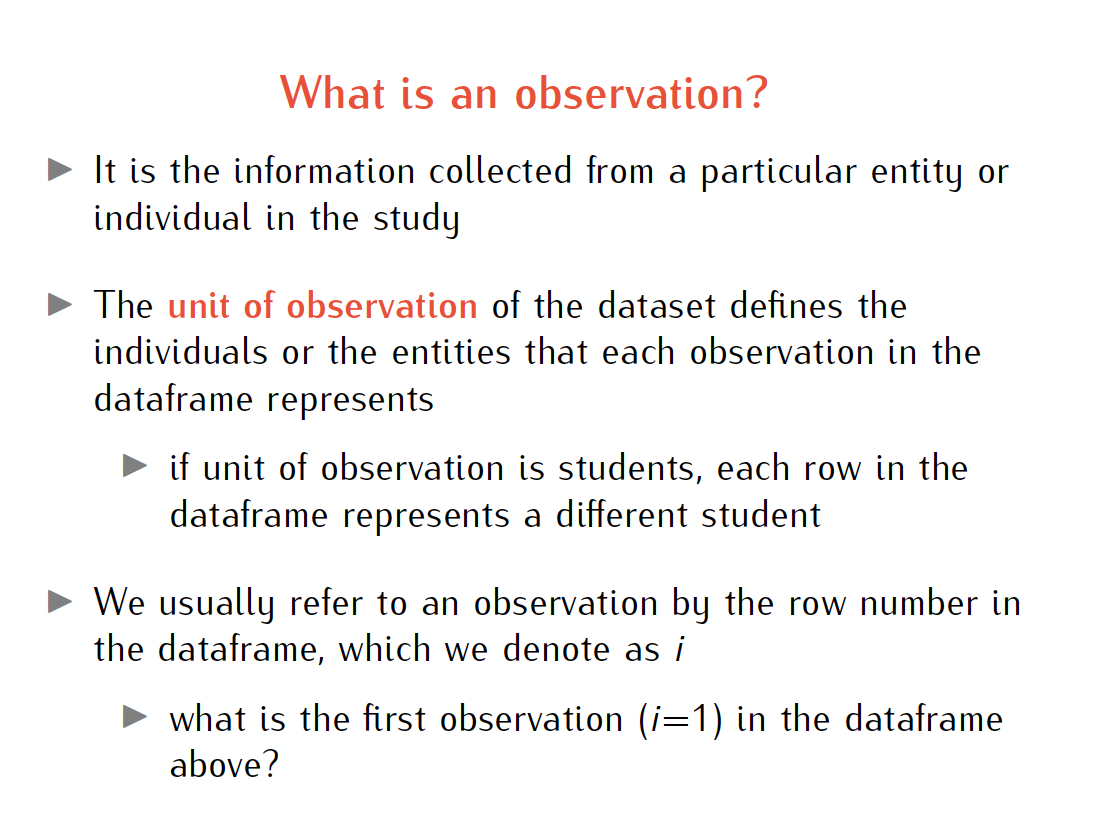 What is an observation?
▶ It is the information collected from a particular entity or
individual in the study
▶ The unit of observation of the dataset defines the
individuals or the entities that each observation in the
dataframe represents
▶ if unit of observation is students, each row in the
dataframe represents a different student
▶ We usually refer to an observation by the row number in
the dataframe, which we denote as i
▶ what is the first observation (i=1) in the dataframe
above?